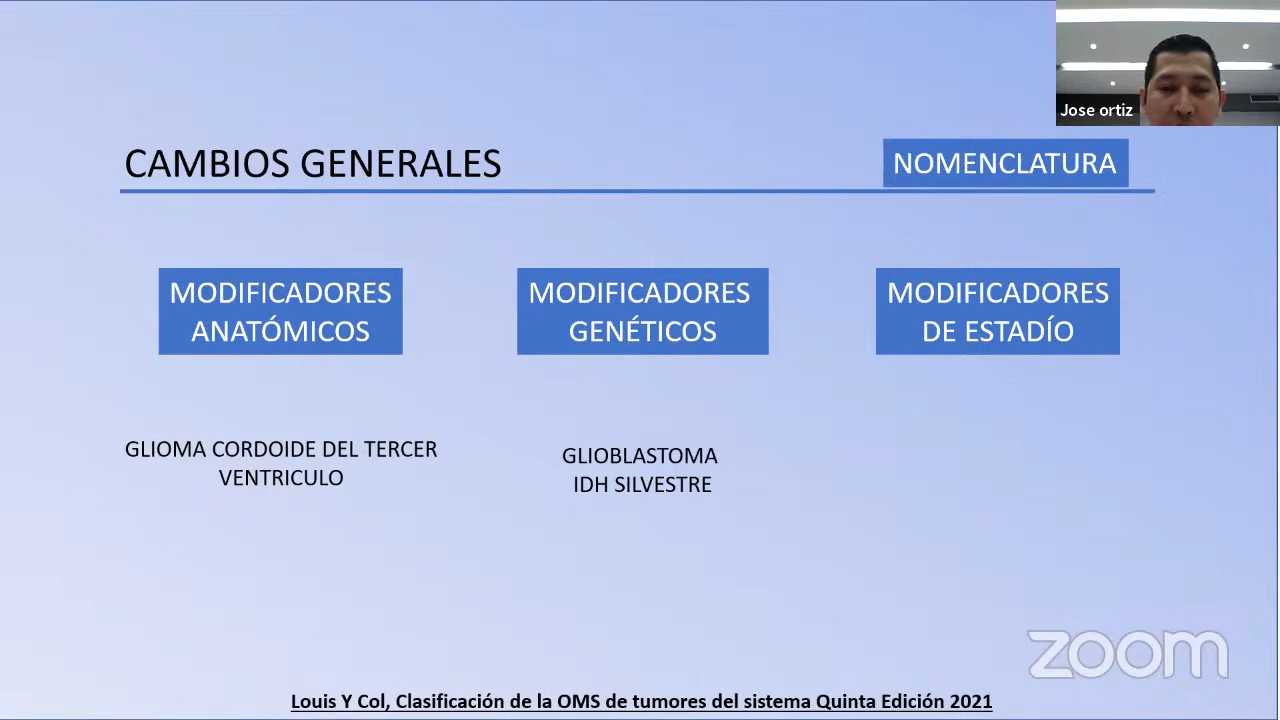 Jose ortiz
CAMBIOS GENERALES
NOMENCLATURA
MODIFICADORES
ANATÓMICOS
MODIFICADORES
GENÉTICOS
MODIFICADORES
DE ESTADÍO
GLIOMA CORDOIDE DEL TERCER
VENTRICULO
GLIOBLASTOMA
IDH SILVESTRE
zoom
Louis Y Col, Clasificación de la OMS de tumores del sistema Quinta Edición 2021